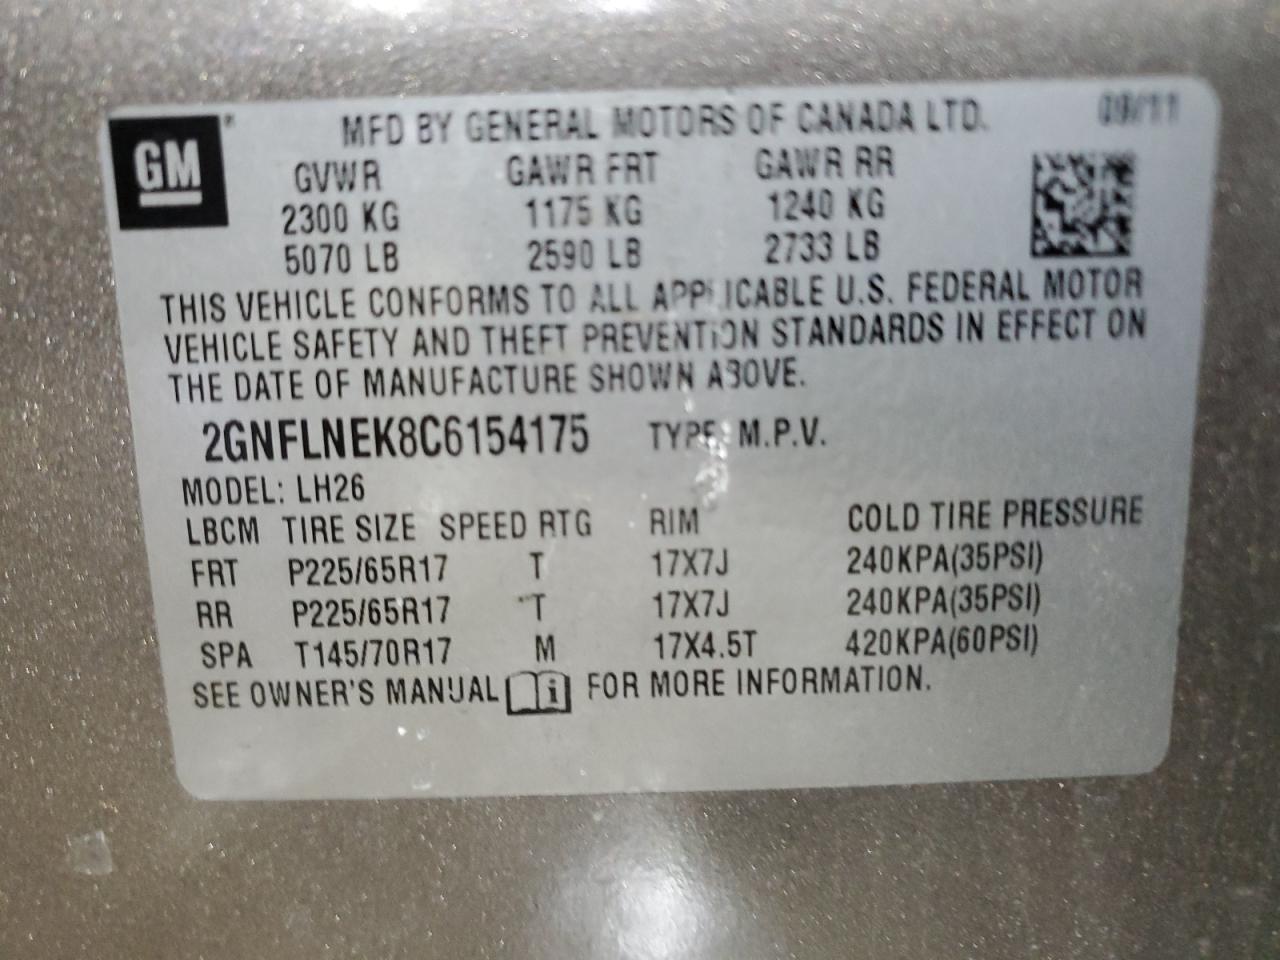 GM ® MFD BY GENERAL MOTORS OF CANADA LTD. 09/11
GVWR GAWR FRT GAWR RR
2300 KG 1175 KG 1240 KG
5070 LB 2590 LB 2733 LB
THIS VEHICLE CONFORMS TO ALL APPLICABLE U.S. FEDERAL MOTOR
VEHICLE SAFETY AND THEFT PREVENTION STANDARDS IN EFFECT ON
THE DATE OF MANUFACTURE SHOWN ABOVE.
2GNFLNEK8C6154175 TYPE: M.P.V.
MODEL: LH26
LBCM TIRE SIZE SPEED RTG RIM COLD TIRE PRESSURE
FRT P225/65R17 T 17X7J 240KPA(35PSI)
RR P225/65R17 T 17X7J 240KPA(35PSI)
SPA T145/70R17 M 17X4.5T 420KPA(60PSI)
SEE OWNER'S MANUAL i FOR MORE INFORMATION.